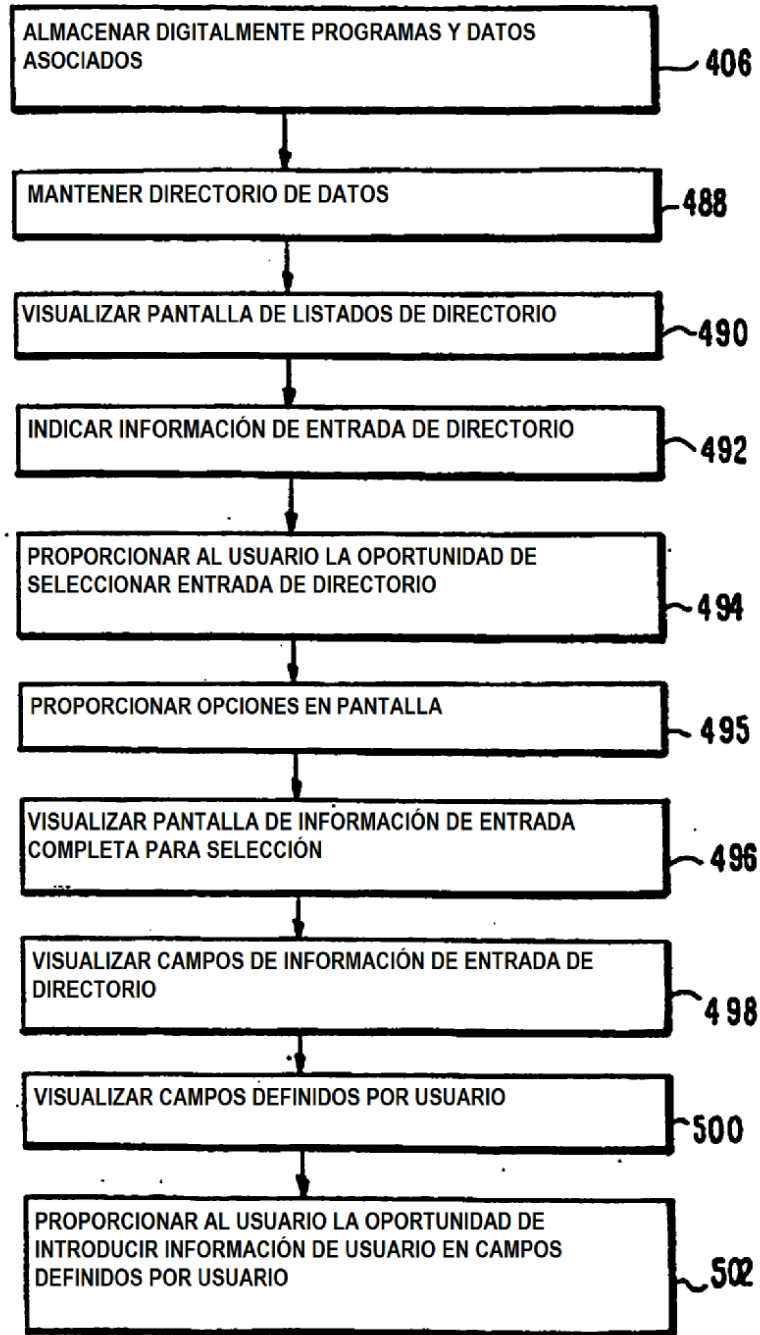 ALMACENAR DIGITALMENTE PROGRAMAS Y DATOS
ASOCIADOS
406
MANTENER DIRECTORIO DE DATOS
488
VISUALIZAR PANTALLA DE LISTADOS DE DIRECTORIO
490
INDICAR INFORMACIÓN DE ENTRADA DE DIRECTORIO
492
PROPORCIONAR AL USUARIO LA OPORTUNIDAD DE
SELECCIONAR ENTRADA DE DIRECTORIO
494
PROPORCIONAR OPCIONES EN PANTALLA
495
VISUALIZAR PANTALLA DE INFORMACIÓN DE ENTRADA
COMPLETA PARA SELECCIÓN
496
VISUALIZAR CAMPOS DE INFORMACIÓN DE ENTRADA DE
DIRECTORIO
498
VISUALIZAR CAMPOS DEFINIDOS POR USUARIO
500
PROPORCIONAR AL USUARIO LA OPORTUNIDAD DE
INTRODUCIR INFORMACIÓN DE USUARIO EN CAMPOS
DEFINIDOS POR USUARIO
502